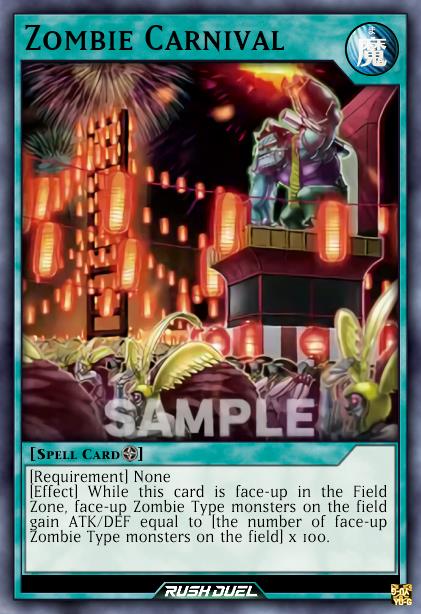 ZOMBIE CARNIVAL
ま
魔
SAMPLE
[SPELL CARD]
[Requirement] None
[Effect] While this card is face-up in the Field
Zone, face-up Zombie Type monsters on the field
gain ATK/DEF equal to [the number of face-up
Zombie Type monsters on the field] x 100.
RUSH DUEL